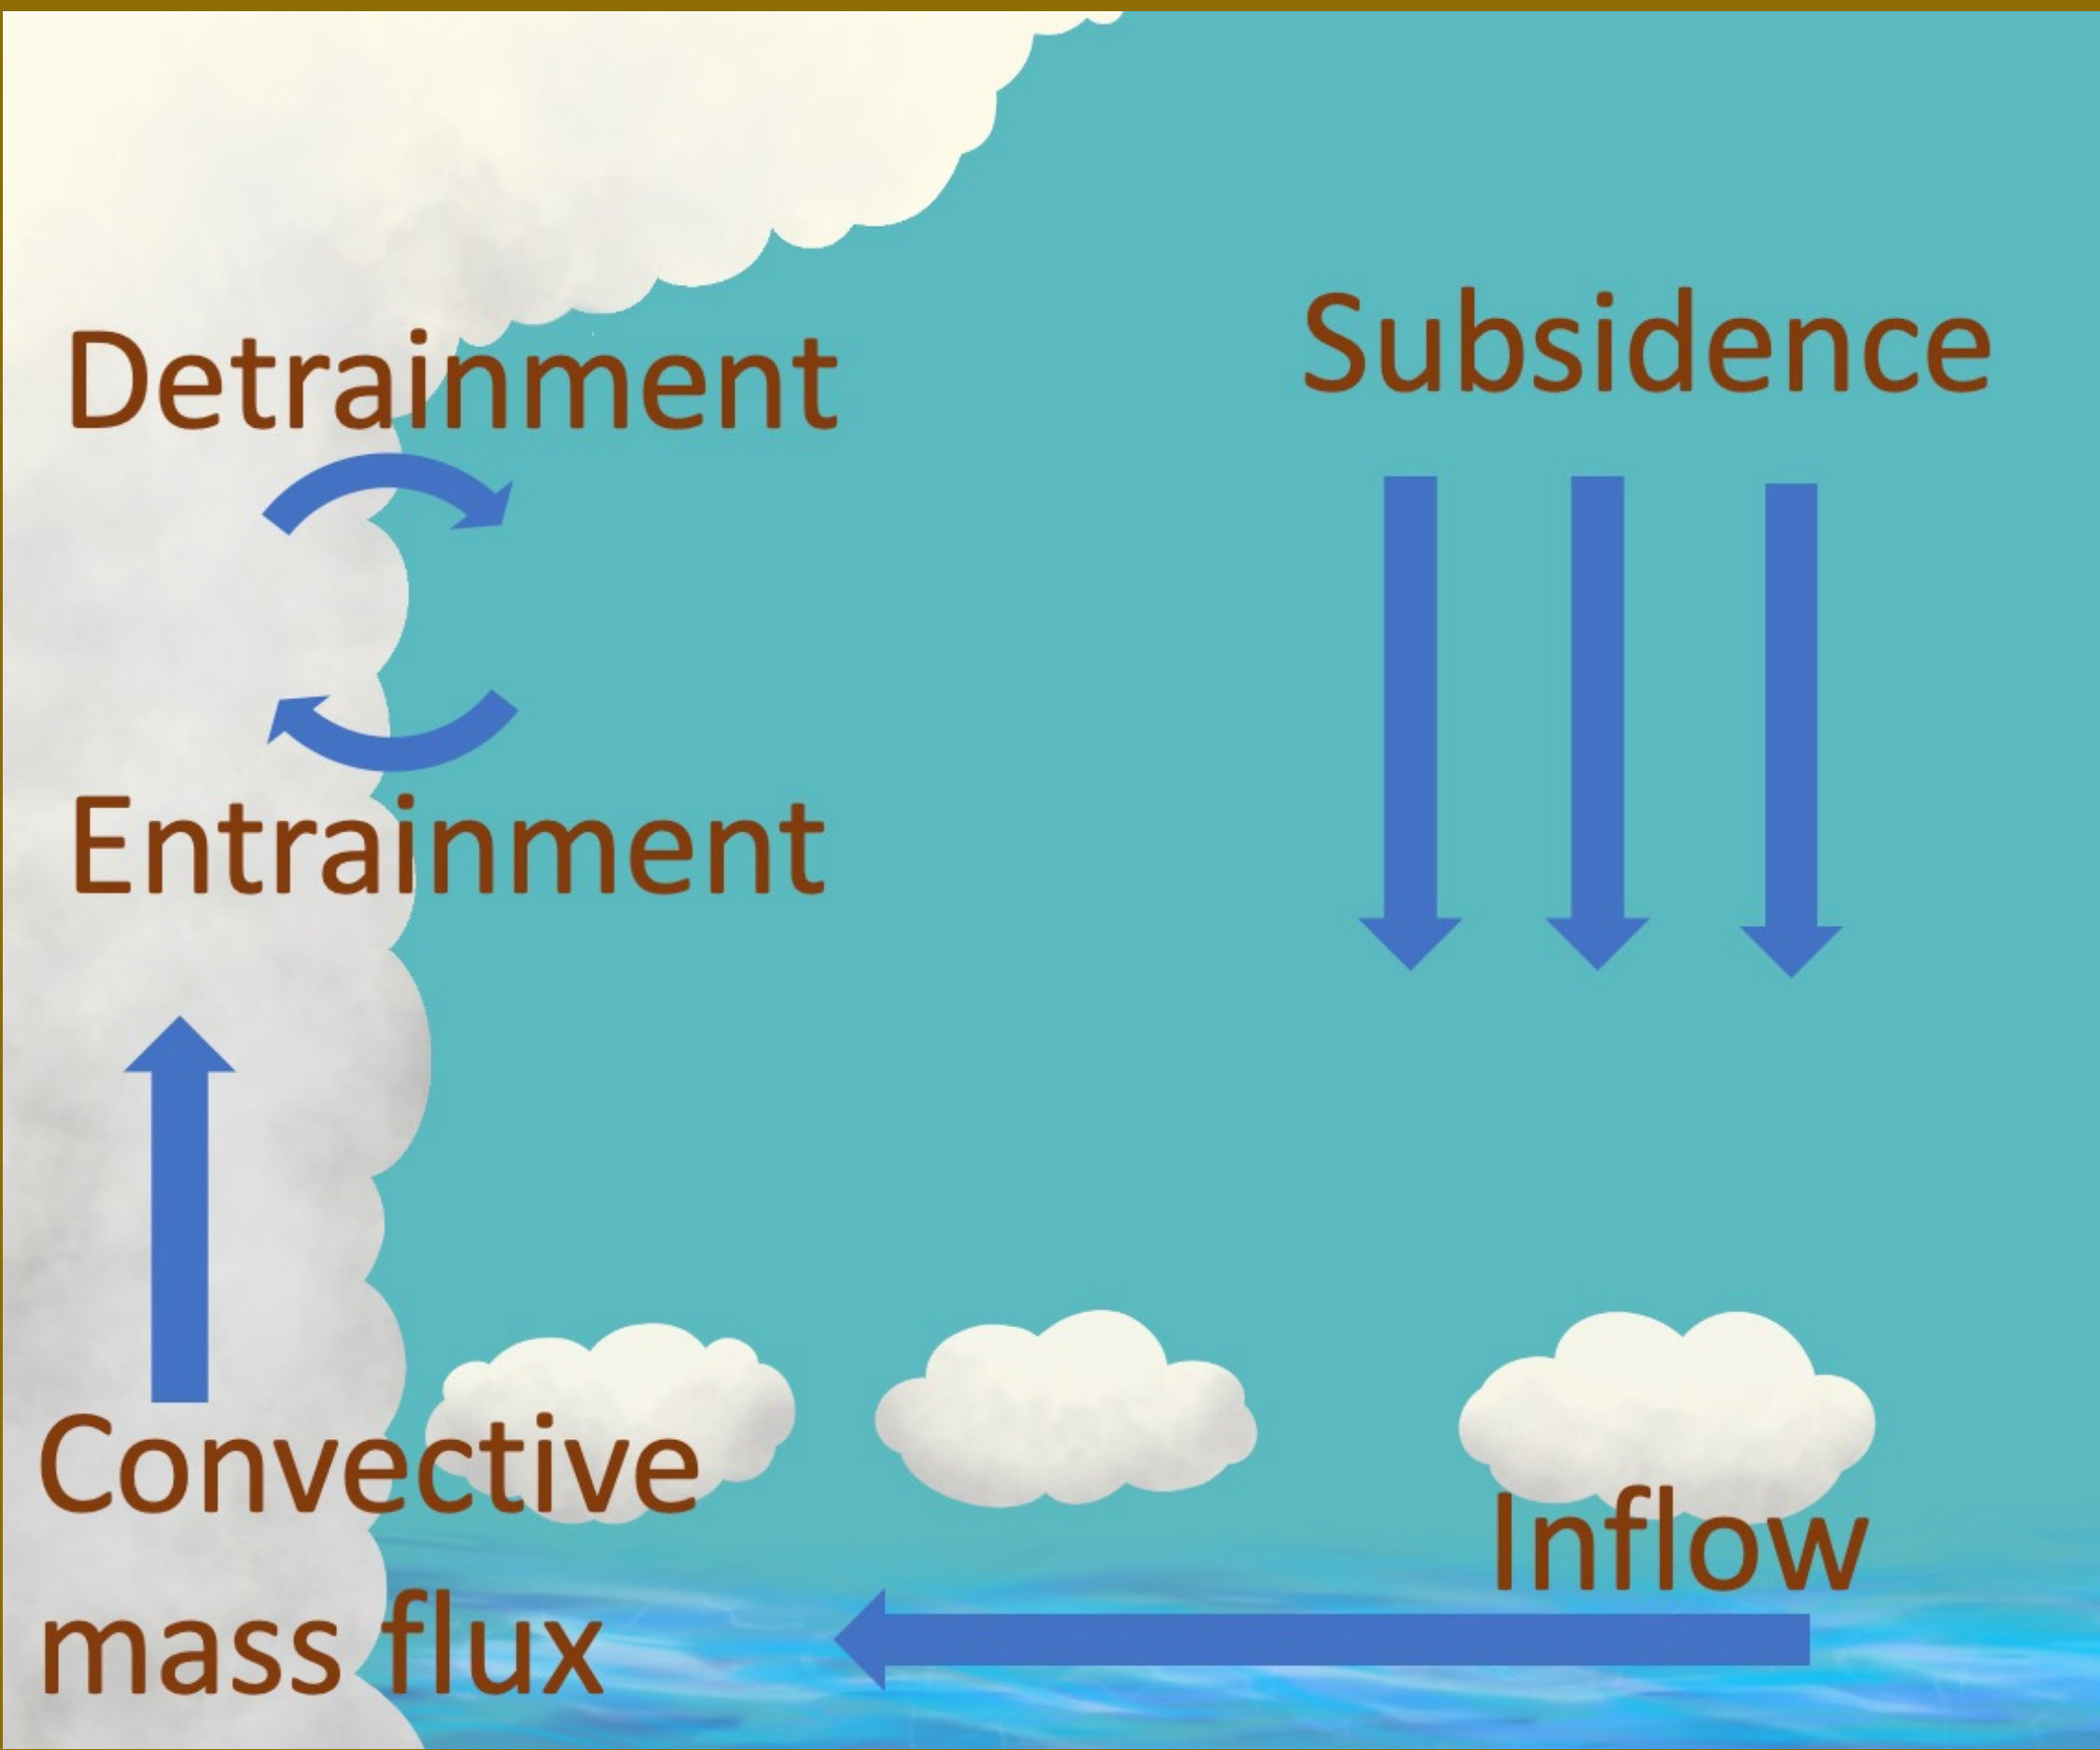 Detrainment
Subsidence
Entrainment
Convective
mass flux
Inflow